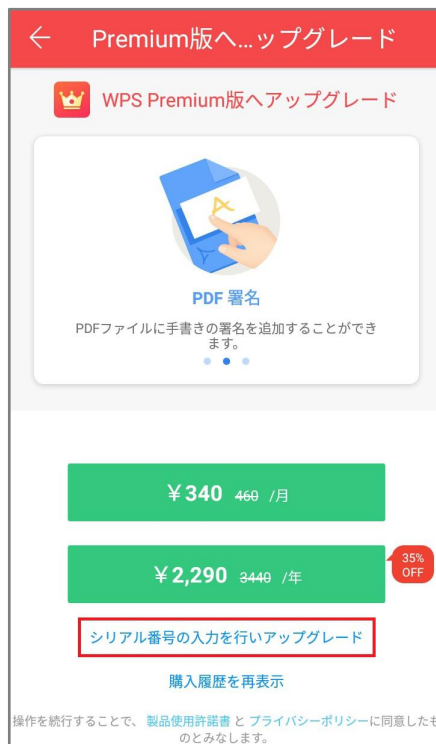 Premium版へ...ップグレード
WPS Premium版へアップグレード
PDF 署名
PDFファイルに手書きの署名を追加することができ
ます。
￥340 460 /月
35%
OFF
￥2,290 3440 /年
シリアル番号の入力を行いアップグレード
購入履歴を再表示
操作を続行することで、 製品使用許諾書 と プライバシーポリシーに同意したも
のとみなします。